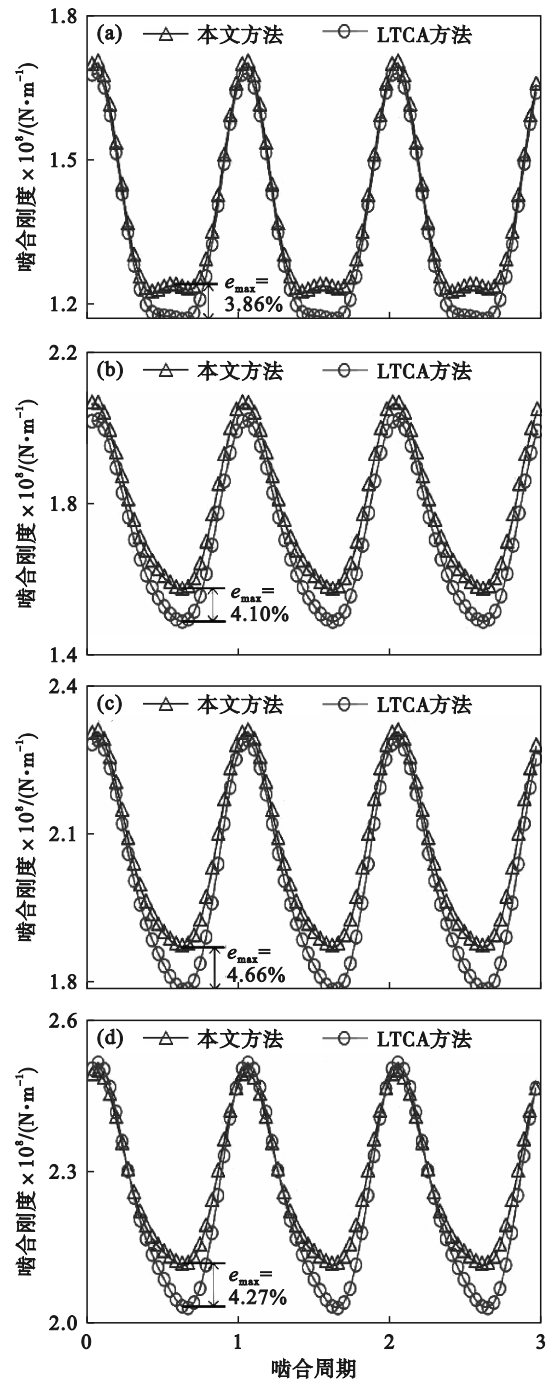 (a) 本文方法 LTCA方法
1.8
1.5
1.2
啮合刚度×10⁸/(N·m⁻¹)
eₘₐₓ=
3.86%
(b) 本文方法 LTCA方法
2.2
1.8
1.4
啮合刚度×10⁸/(N·m⁻¹)
eₘₐₓ=
4.10%
(c) 本文方法 LTCA方法
2.4
2.1
1.8
啮合刚度×10⁸/(N·m⁻¹)
eₘₐₓ=
4.66%
(d) 本文方法 LTCA方法
2.6
2.3
2.0
啮合刚度×10⁸/(N·m⁻¹)
eₘₐₓ=
4.27%
0 1 2 3
啮合周期